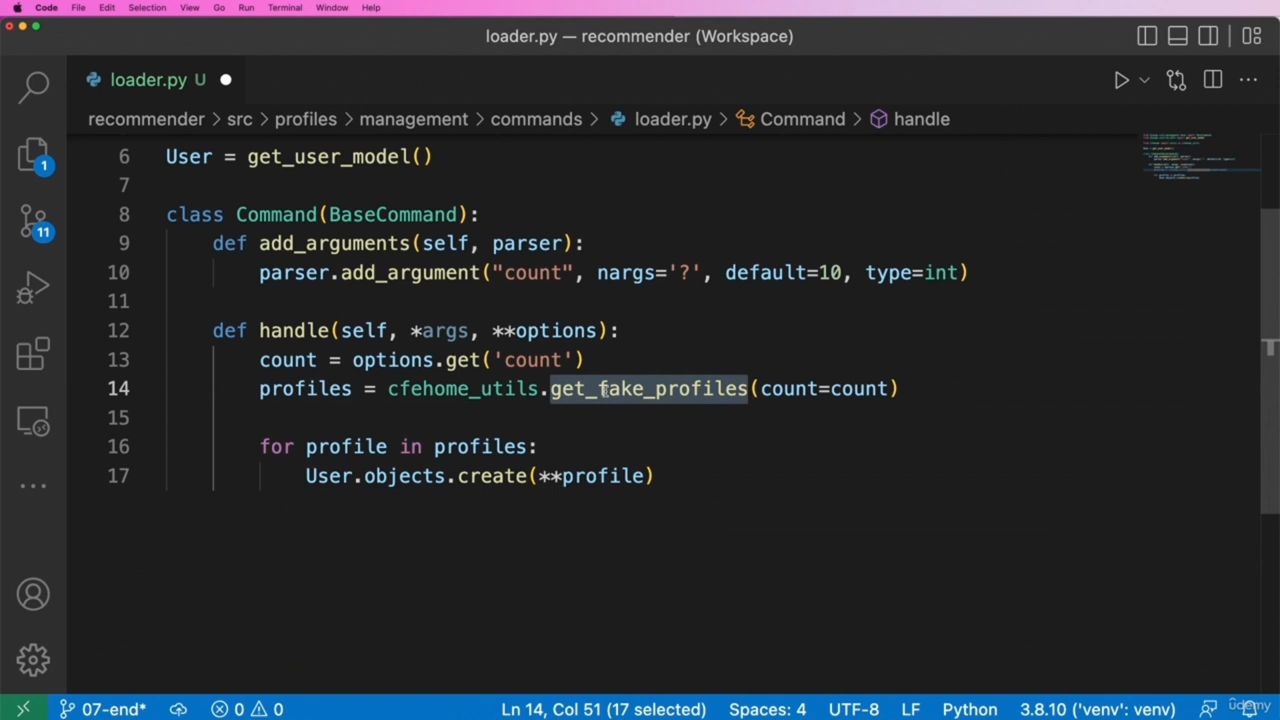 Code File Edit Selection View Go Run Terminal Window Help
loader.py — recommender (Workspace)
loader.py U
recommender > src > profiles > management > commands > loader.py > Command > handle
6 User = get_user_model()
7
8 class Command(BaseCommand):
9 def add_arguments(self, parser):
10 parser.add_argument("count", nargs='?', default=10, type=int)
11
12 def handle(self, *args, **options):
13 count = options.get('count')
14 profiles = cfehome_utils.get_fake_profiles(count=count)
15
16 for profile in profiles:
17 User.objects.create(**profile)
1
11
07-end* 0 0 Ln 14, Col 51 (17 selected) Spaces: 4 UTF-8 LF Python 3.8.10 ('venv': venv)
udemy